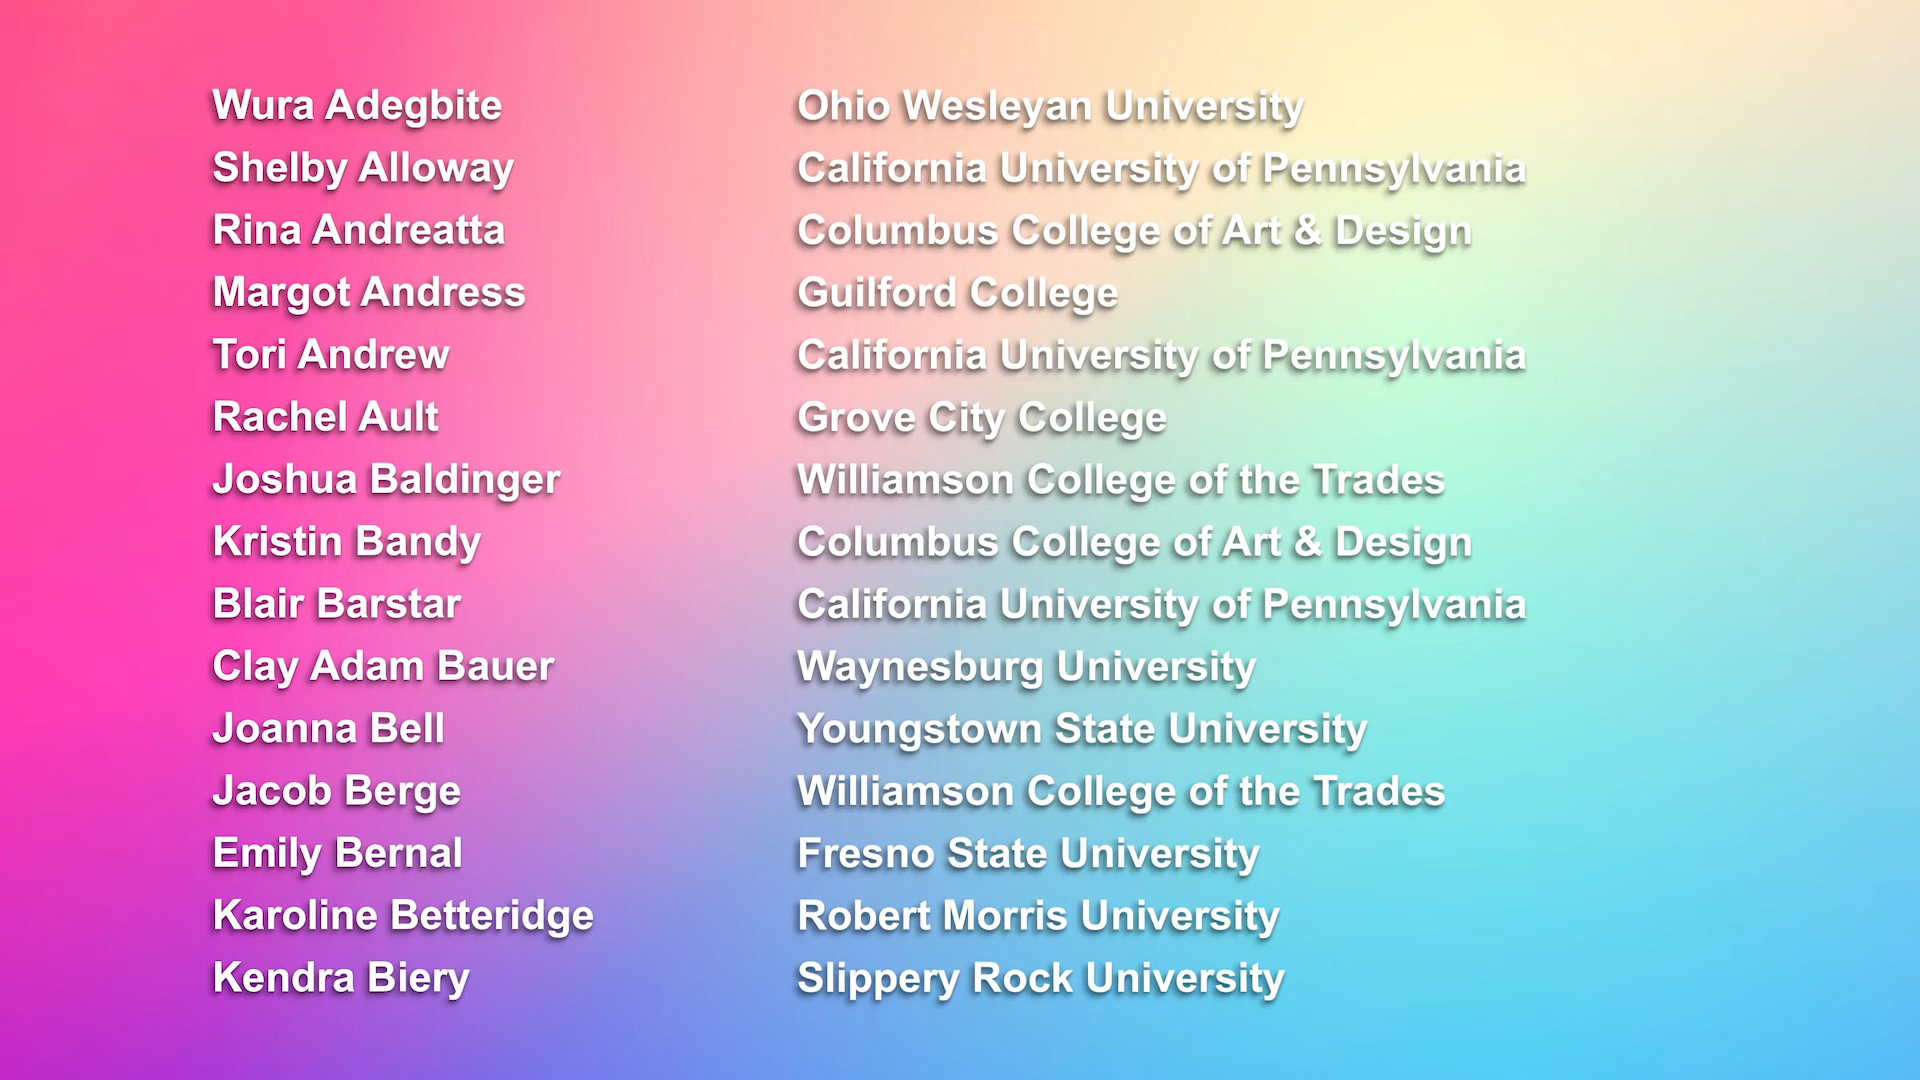 Wura Adegbite Ohio Wesleyan University
Shelby Alloway California University of Pennsylvania
Rina Andreatta Columbus College of Art & Design
Margot Andress Guilford College
Tori Andrew California University of Pennsylvania
Rachel Ault Grove City College
Joshua Baldinger Williamson College of the Trades
Kristin Bandy Columbus College of Art & Design
Blair Barstar California University of Pennsylvania
Clay Adam Bauer Waynesburg University
Joanna Bell Youngstown State University
Jacob Berge Williamson College of the Trades
Emily Bernal Fresno State University
Karoline Betteridge Robert Morris University
Kendra Biery Slippery Rock University